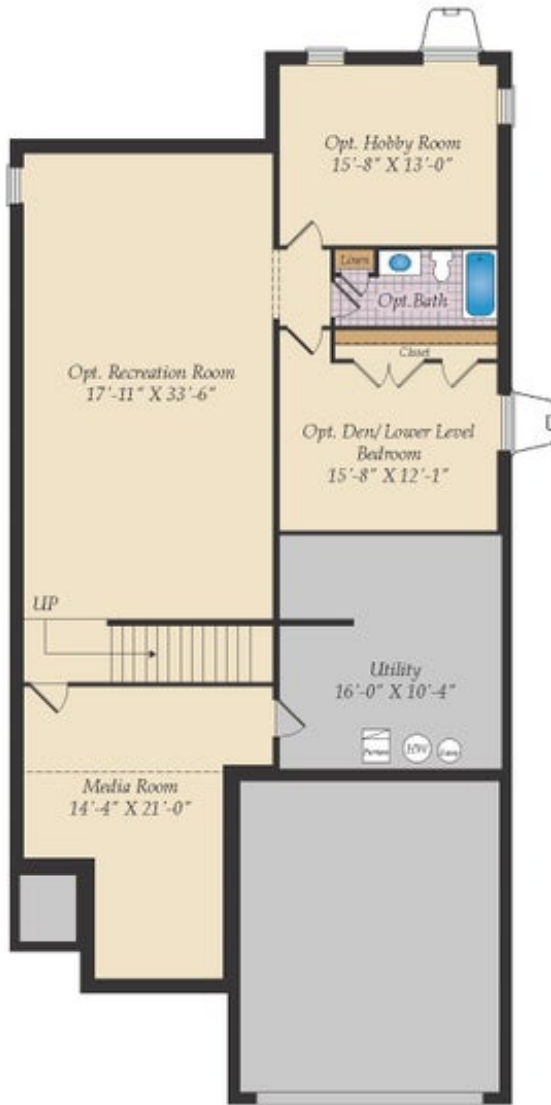 Opt. Hobby Room
15'-8" X 13'-0"
Linen
Opt. Bath
Closet
Opt. Recreation Room
17'-11" X 33'-6"
Opt. Den/Lower Level
Bedroom
15'-8" X 12'-1"
UP
Utility
16'-0" X 10'-4"
Furnace
HW
Media Room
14'-4" X 21'-0"